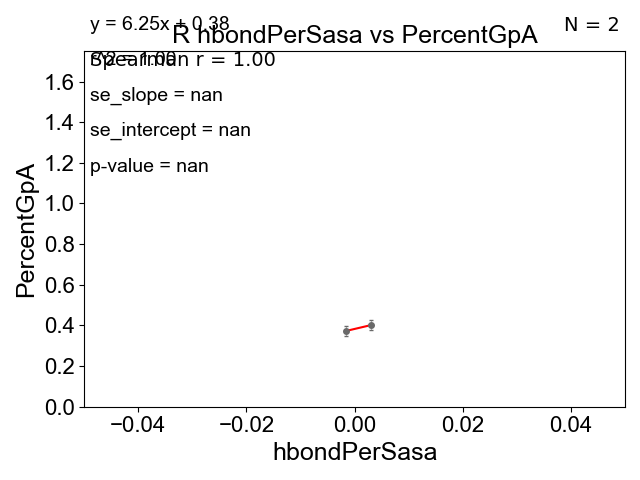 y = 6.25x + 0.38
N = 2
R hbondPerSasa vs PercentGpA
Spearman r = 1.00
se_slope = nan
se_intercept = nan
p-value = nan
PercentGpA
1.6
1.4
1.2
1.0
0.8
0.6
0.4
0.2
0.0
−0.04
−0.02
0.00
0.02
0.04
hbondPerSasa